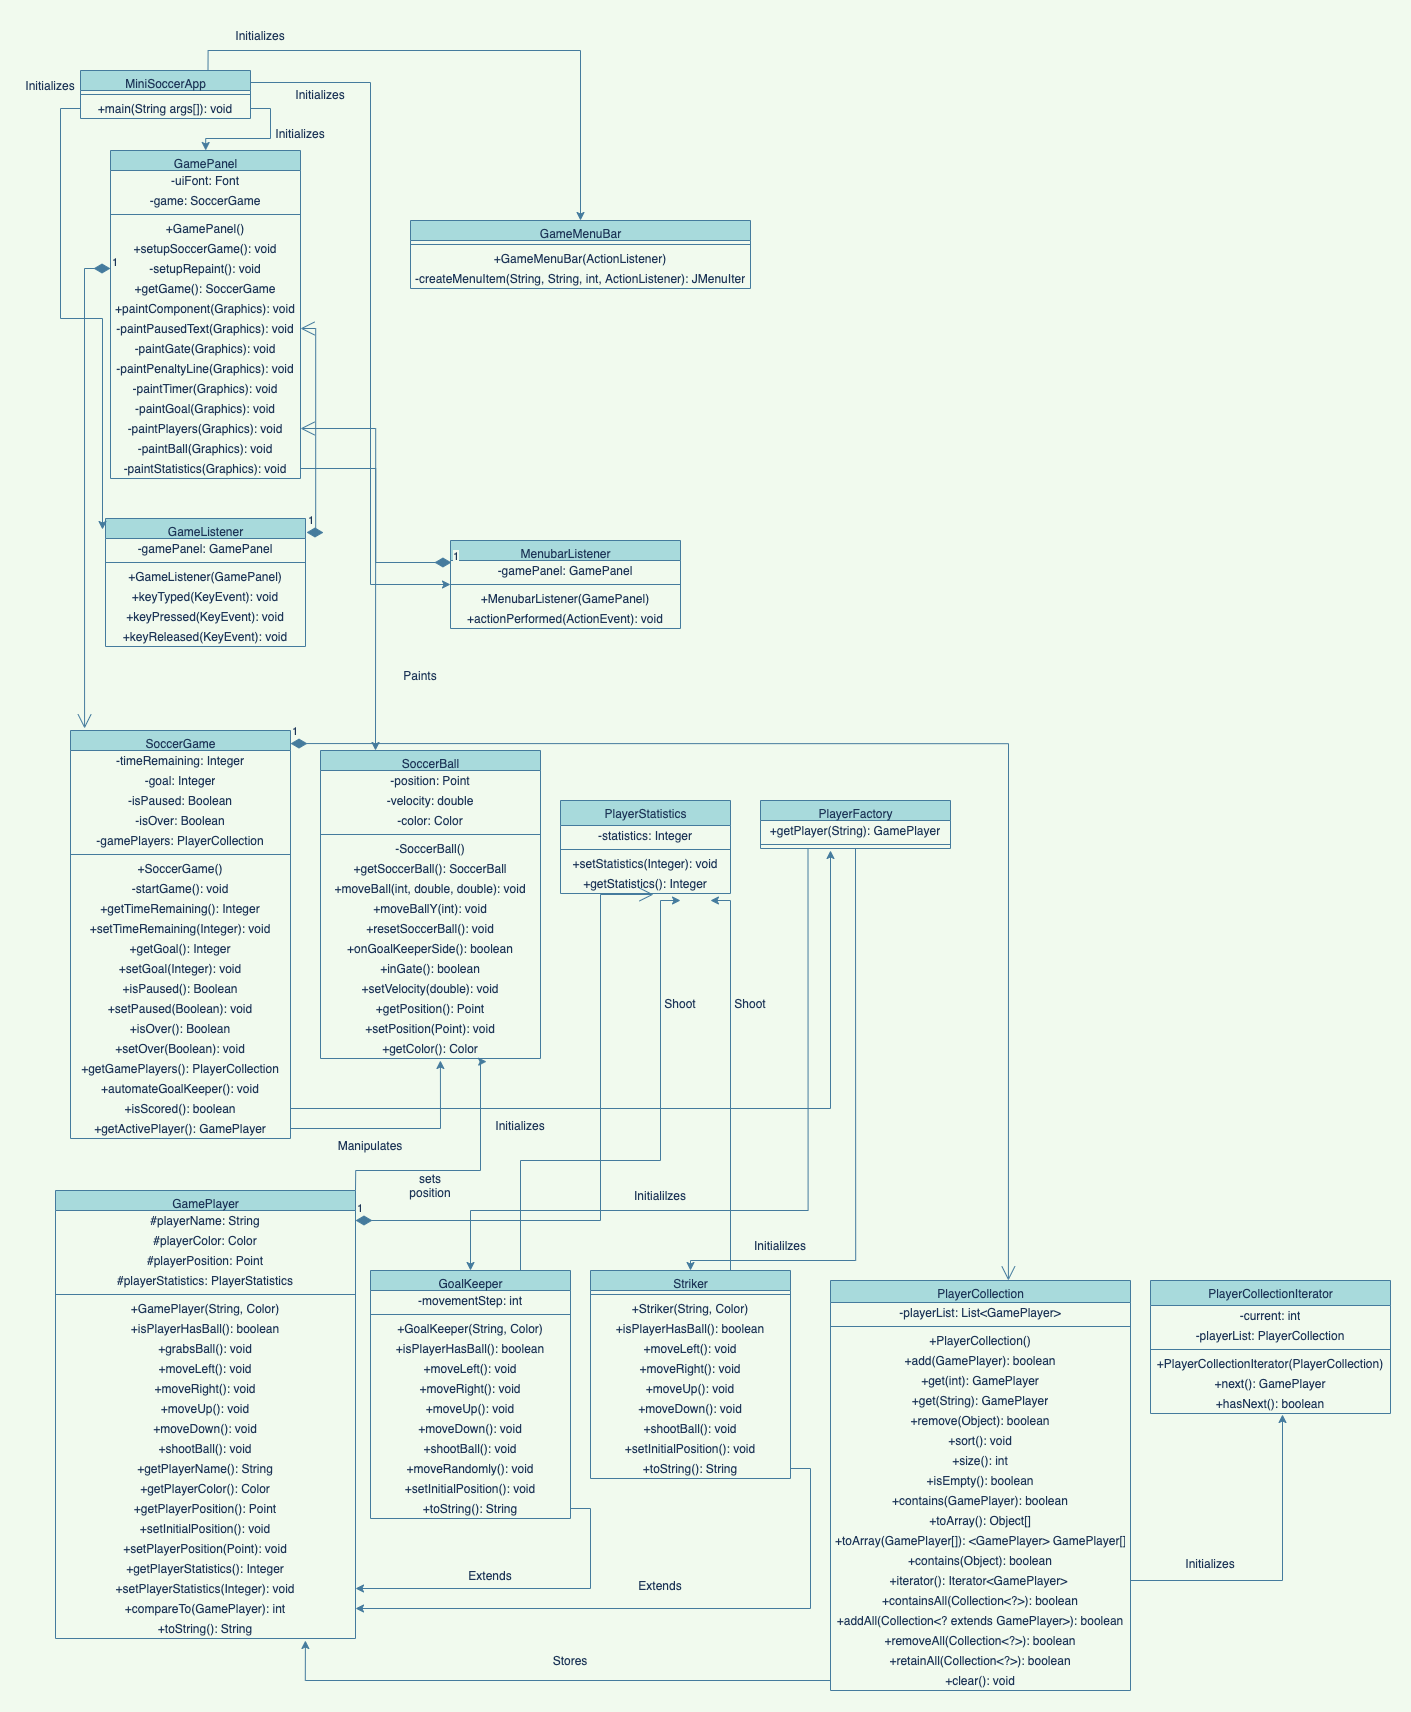 Initializes
MiniSoccerApp
+main(String args[]): void
Initializes
Initializes
Initializes
GamePanel
-uiFont: Font
-game: SoccerGame
+GamePanel()
+setupSoccerGame(): void
-setupRepaint(): void
+getGame(): SoccerGame
+paintComponent(Graphics): void
-paintPausedText(Graphics): void
-paintGate(Graphics): void
-paintPenaltyLine(Graphics): void
-paintTimer(Graphics): void
-paintGoal(Graphics): void
-paintPlayers(Graphics): void
-paintBall(Graphics): void
-paintStatistics(Graphics): void
1
GameMenuBar
+GameMenuBar(ActionListener)
-createMenuItem(String, String, int, ActionListener): JMenuIter
GameListener
-gamePanel: GamePanel
+GameListener(GamePanel)
+keyTyped(KeyEvent): void
+keyPressed(KeyEvent): void
+keyReleased(KeyEvent): void
1
MenubarListener
-gamePanel: GamePanel
+MenubarListener(GamePanel)
+actionPerformed(ActionEvent): void
1
Paints
SoccerGame
-timeRemaining: Integer
-goal: Integer
-isPaused: Boolean
-isOver: Boolean
-gamePlayers: PlayerCollection
+SoccerGame()
-startGame(): void
+getTimeRemaining(): Integer
+setTimeRemaining(Integer): void
+getGoal(): Integer
+setGoal(Integer): void
+isPaused(): Boolean
+setPaused(Boolean): void
+isOver(): Boolean
+setOver(Boolean): void
+getGamePlayers(): PlayerCollection
+automateGoalKeeper(): void
+isScored(): boolean
+getActivePlayer(): GamePlayer
1
SoccerBall
-position: Point
-velocity: double
-color: Color
-SoccerBall()
+getSoccerBall(): SoccerBall
+moveBall(int, double, double): void
+moveBallY(int): void
+resetSoccerBall(): void
+onGoalKeeperSide(): boolean
+inGate(): boolean
+setVelocity(double): void
+getPosition(): Point
+setPosition(Point): void
+getColor(): Color
PlayerStatistics
-statistics: Integer
+setStatistics(Integer): void
+getStatistics(): Integer
PlayerFactory
+getPlayer(String): GamePlayer
Shoot
Shoot
Initializes
Manipulates
sets
position
Initialilzes
Initialilzes
GamePlayer
#playerName: String
#playerColor: Color
#playerPosition: Point
#playerStatistics: PlayerStatistics
+GamePlayer(String, Color)
+isPlayerHasBall(): boolean
+grabsBall(): void
+moveLeft(): void
+moveRight(): void
+moveUp(): void
+moveDown(): void
+shootBall(): void
+getPlayerName(): String
+getPlayerColor(): Color
+getPlayerPosition(): Point
+setInitialPosition(): void
+setPlayerPosition(Point): void
+getPlayerStatistics(): Integer
+setPlayerStatistics(Integer): void
+compareTo(GamePlayer): int
+toString(): String
1
GoalKeeper
-movementStep: int
+GoalKeeper(String, Color)
+isPlayerHasBall(): boolean
+moveLeft(): void
+moveRight(): void
+moveUp(): void
+moveDown(): void
+shootBall(): void
+moveRandomly(): void
+setInitialPosition(): void
+toString(): String
Striker
+Striker(String, Color)
+isPlayerHasBall(): boolean
+moveLeft(): void
+moveRight(): void
+moveUp(): void
+moveDown(): void
+shootBall(): void
+setInitialPosition(): void
+toString(): String
PlayerCollection
-playerList: List<GamePlayer>
+PlayerCollection()
+add(GamePlayer): boolean
+get(int): GamePlayer
+get(String): GamePlayer
+remove(Object): boolean
+sort(): void
+size(): int
+isEmpty(): boolean
+contains(GamePlayer): boolean
+toArray(): Object[]
+toArray(GamePlayer[]): <GamePlayer> GamePlayer[]
+contains(Object): boolean
+iterator(): Iterator<GamePlayer>
+containsAll(Collection<?>): boolean
+addAll(Collection<? extends GamePlayer>): boolean
+removeAll(Collection<?>): boolean
+retainAll(Collection<?>): boolean
+clear(): void
PlayerCollectionIterator
-current: int
-playerList: PlayerCollection
+PlayerCollectionIterator(PlayerCollection)
+next(): GamePlayer
+hasNext(): boolean
Initializes
Extends
Extends
Stores